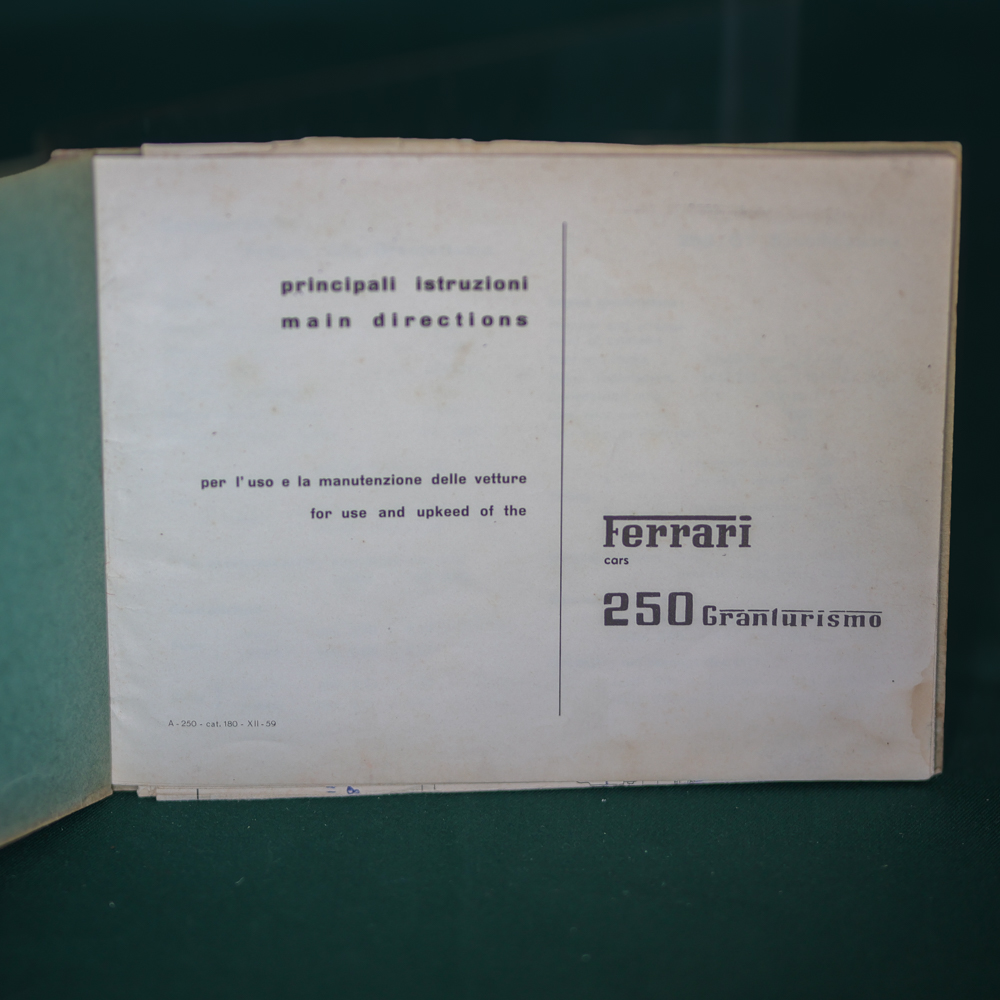 principali istruzioni
main directions
per l'uso e la manutenzione delle vetture
for use and upkeed of the
Ferrari
cars
250 Granturismo
A - 250 - cat. 180 - XII - 59